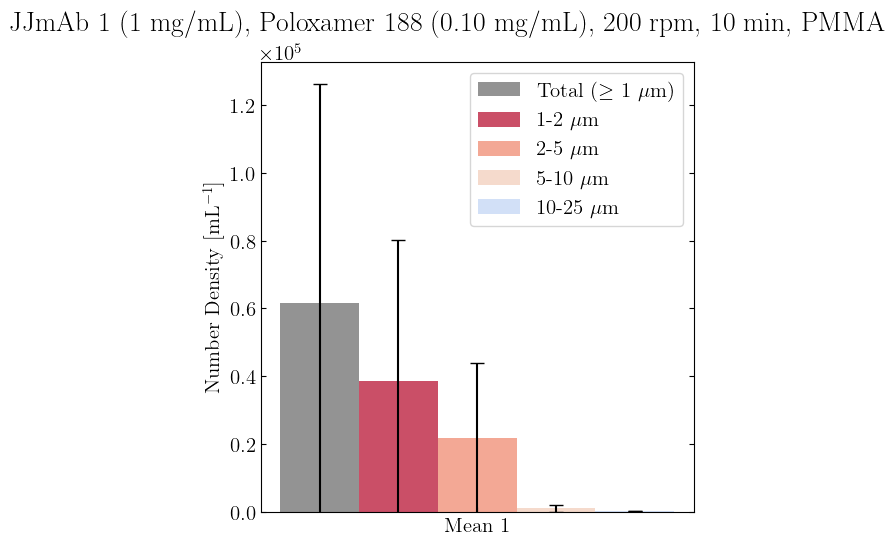 JJmAb 1 (1 mg/mL), Poloxamer 188 (0.10 mg/mL), 200 rpm, 10 min, PMMA
×10⁵
Total (≥ 1 μm)
1-2 μm
2-5 μm
5-10 μm
10-25 μm
1.2
1.0
0.8
0.6
0.4
0.2
0.0
Number Density [mL⁻¹]
Mean 1